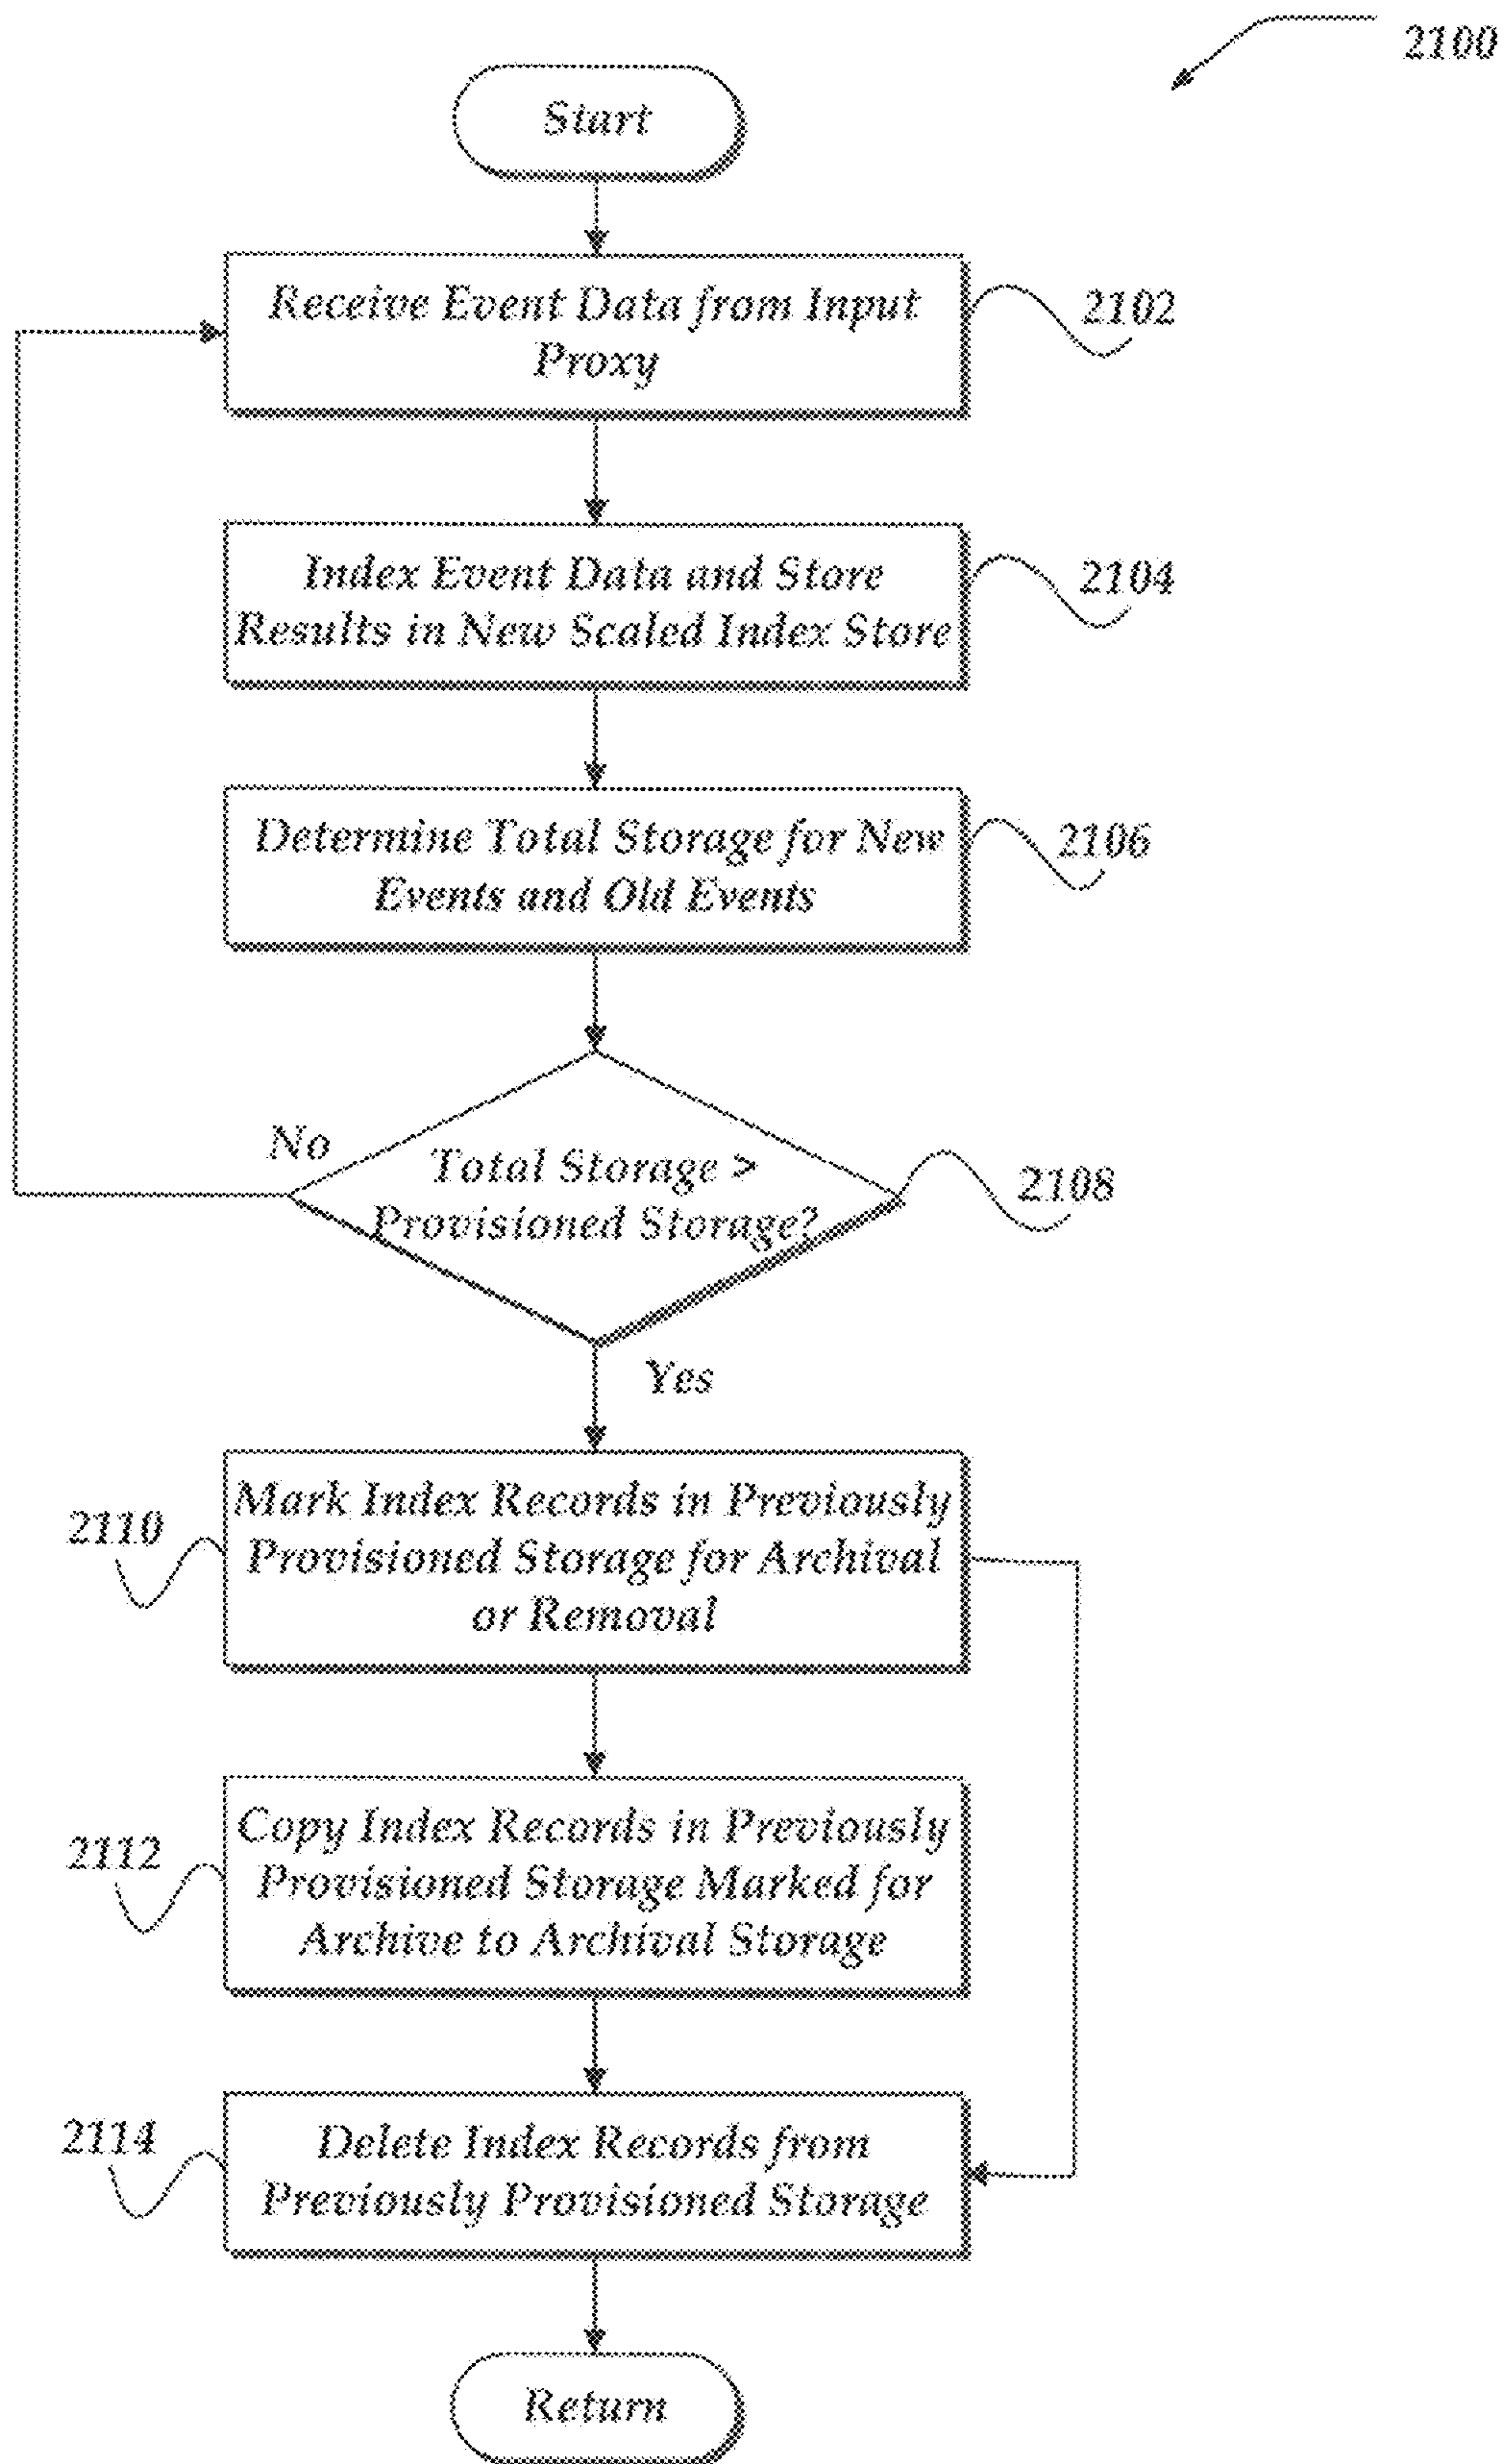 2100
Start
Receive Event Data from Input
Proxy
2102
Index Event Data and Store
Results in New Scaled Index Store
2104
Determine Total Storage for New
Events and Old Events
2106
No
Total Storage >
Provisioned Storage?
2108
Yes
2110
Mark Index Records in Previously
Provisioned Storage for Archival
or Removal
2112
Copy Index Records in Previously
Provisioned Storage Marked for
Archive to Archival Storage
2114
Delete Index Records from
Previously Provisioned Storage
Return